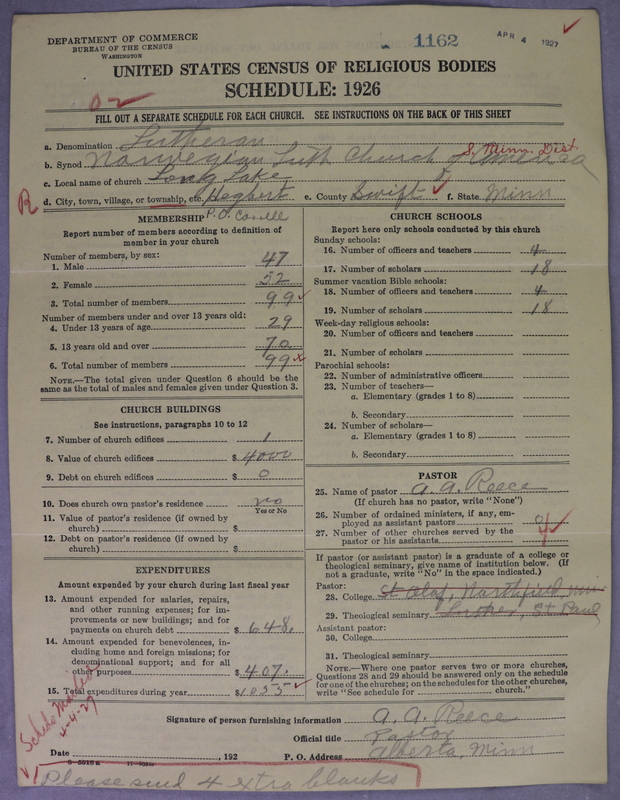 DEPARTMENT OF COMMERCE
BUREAU OF THE CENSUS
WASHINGTON
1162
APR 4 1927
UNITED STATES CENSUS OF RELIGIOUS BODIES
SCHEDULE: 1926
FILL OUT A SEPARATE SCHEDULE FOR EACH CHURCH. SEE INSTRUCTIONS ON THE BACK OF THIS SHEET
a. Denomination Lutheran
S. Minn. Dist.
b. Synod Norwegian Luth Church of America
c. Local name of church Long Lake
R
d. City, town, village, or township, etc. Hegbert e. County Swift f. State Minn
P.O. Correll
MEMBERSHIP
Report number of members according to definition of
member in your church
Number of members, by sex:
1. Male 47
2. Female 52
3. Total number of members 99
Number of members under and over 13 years old:
4. Under 13 years of age 29
5. 13 years old and over 70
6. Total number of members 99
NOTE.—The total given under Question 6 should be the
same as the total of males and females given under Question 3.
CHURCH BUILDINGS
See instructions, paragraphs 10 to 12
7. Number of church edifices 1
8. Value of church edifices $ 4000
9. Debt on church edifices $ 0
10. Does church own pastor's residence no
Yes or No
11. Value of pastor's residence (if owned by
church) $
12. Debt on pastor's residence (if owned by
church) $
EXPENDITURES
Amount expended by your church during last fiscal year
13. Amount expended for salaries, repairs,
and other running expenses; for im-
provements or new buildings; and for
payments on church debt $ 648.
14. Amount expended for benevolences, in-
cluding home and foreign missions; for
denominational support; and for all
other purposes $ 407.
15. Total expenditures during year $ 1055
CHURCH SCHOOLS
Report here only schools conducted by this church
Sunday schools:
16. Number of officers and teachers 4
17. Number of scholars 18
Summer vacation Bible schools:
18. Number of officers and teachers 4
19. Number of scholars 18
Week-day religious schools:
20. Number of officers and teachers
21. Number of scholars
Parochial schools:
22. Number of administrative officers
23. Number of teachers—
a. Elementary (grades 1 to 8)
b. Secondary
24. Number of scholars—
a. Elementary (grades 1 to 8)
b. Secondary
PASTOR
25. Name of pastor A. A. Reece
(If church has no pastor, write "None")
26. Number of ordained ministers, if any, em-
ployed as assistant pastors 0
27. Number of other churches served by the
pastor or his assistants 4
If pastor (or assistant pastor) is a graduate of a college or
theological seminary, give name of institution below. (If
not a graduate, write "No" in the space indicated.)
Pastor:
28. College St Olaf, Northfield Minn
29. Theological seminary Luther, St. Paul
Assistant pastor:
30. College
31. Theological seminary
NOTE.—Where one pastor serves two or more churches,
Questions 28 and 29 should be answered only on the schedule
for one of the churches; on the schedules for the other churches,
write "See schedule for church."
4-4-27
Signature of person furnishing information A. A. Reece
Official title Pastor
Date , 192 P. O. Address Alberta, Minn
Please send 4 extra blanks